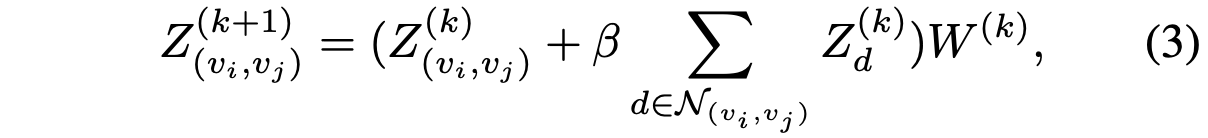 Z^{(k+1)}_{(v_i,v_j)} = (Z^{(k)}_{(v_i,v_j)} + β ∑_{d∈𝒩_{(v_i,v_j)}} Z^{(k)}_d)W^{(k)}, (3)